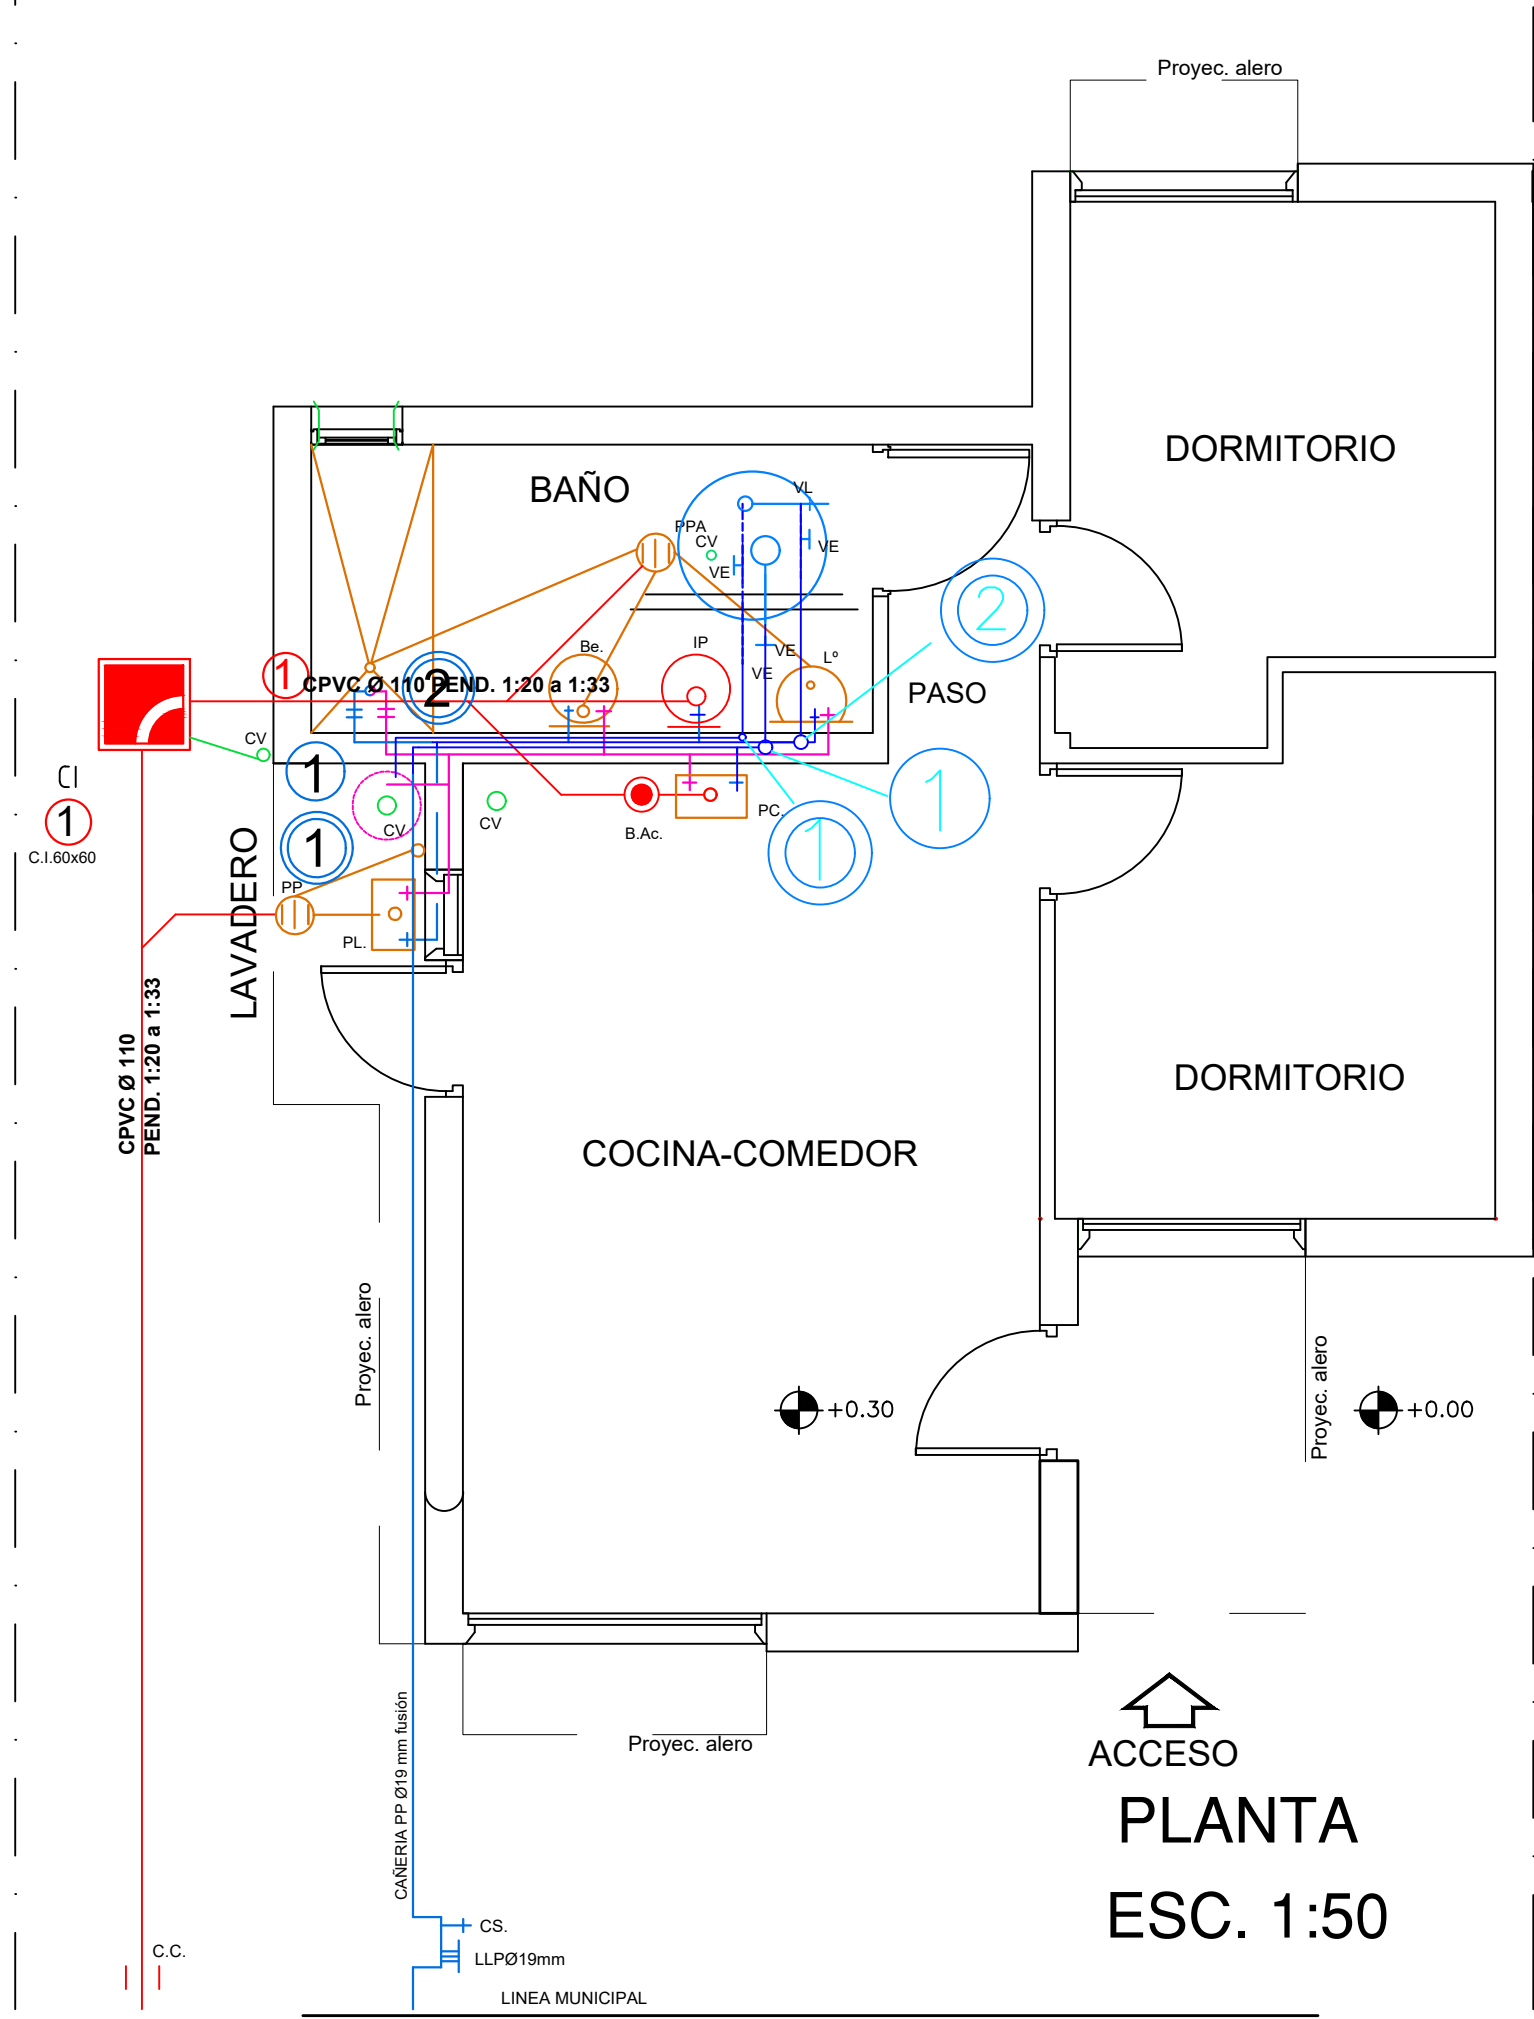 Proyec. alero
DORMITORIO
BAÑO
VL
PPA
CV
VE
VE
2
Be.
IP
VE
Lº
VE
1
CPVC Ø 110 PEND. 1:20 a 1:33
2
PASO
CV
CI
1
1
C.I.60x60
CV
CV
B.Ac.
PC.
1
1
1
LAVADERO
PP
PL.
CPVC Ø 110
PEND. 1:20 a 1:33
DORMITORIO
COCINA-COMEDOR
Proyec. alero
Proyec. alero
+0.30
+0.00
CAÑERIA PP Ø19 mm fusión
Proyec. alero
ACCESO
PLANTA
ESC. 1:50
CS.
C.C.
LLPØ19mm
LINEA MUNICIPAL